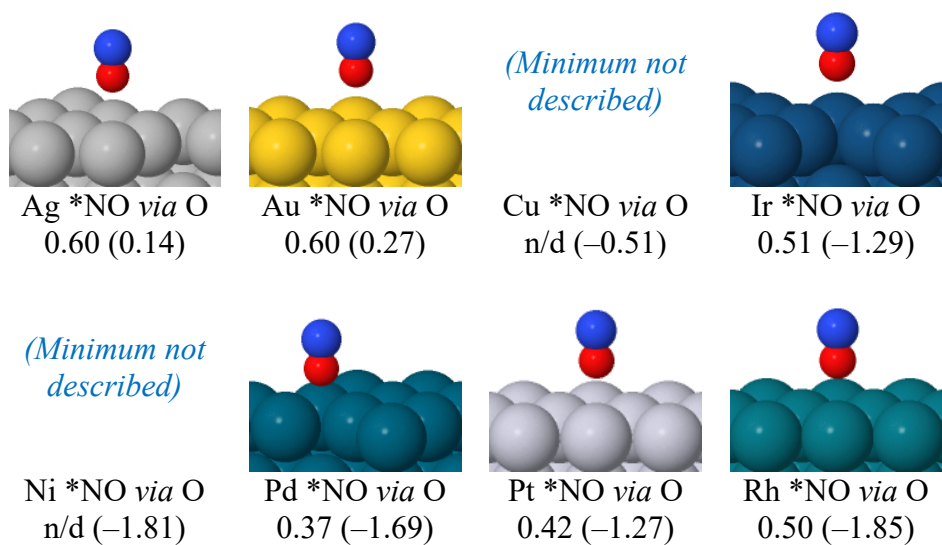 (Minimum not
described)
Ag *NO via O
0.60 (0.14)
Au *NO via O
0.60 (0.27)
Cu *NO via O
n/d (–0.51)
Ir *NO via O
0.51 (–1.29)
(Minimum not
described)
Ni *NO via O
n/d (–1.81)
Pd *NO via O
0.37 (–1.69)
Pt *NO via O
0.42 (–1.27)
Rh *NO via O
0.50 (–1.85)